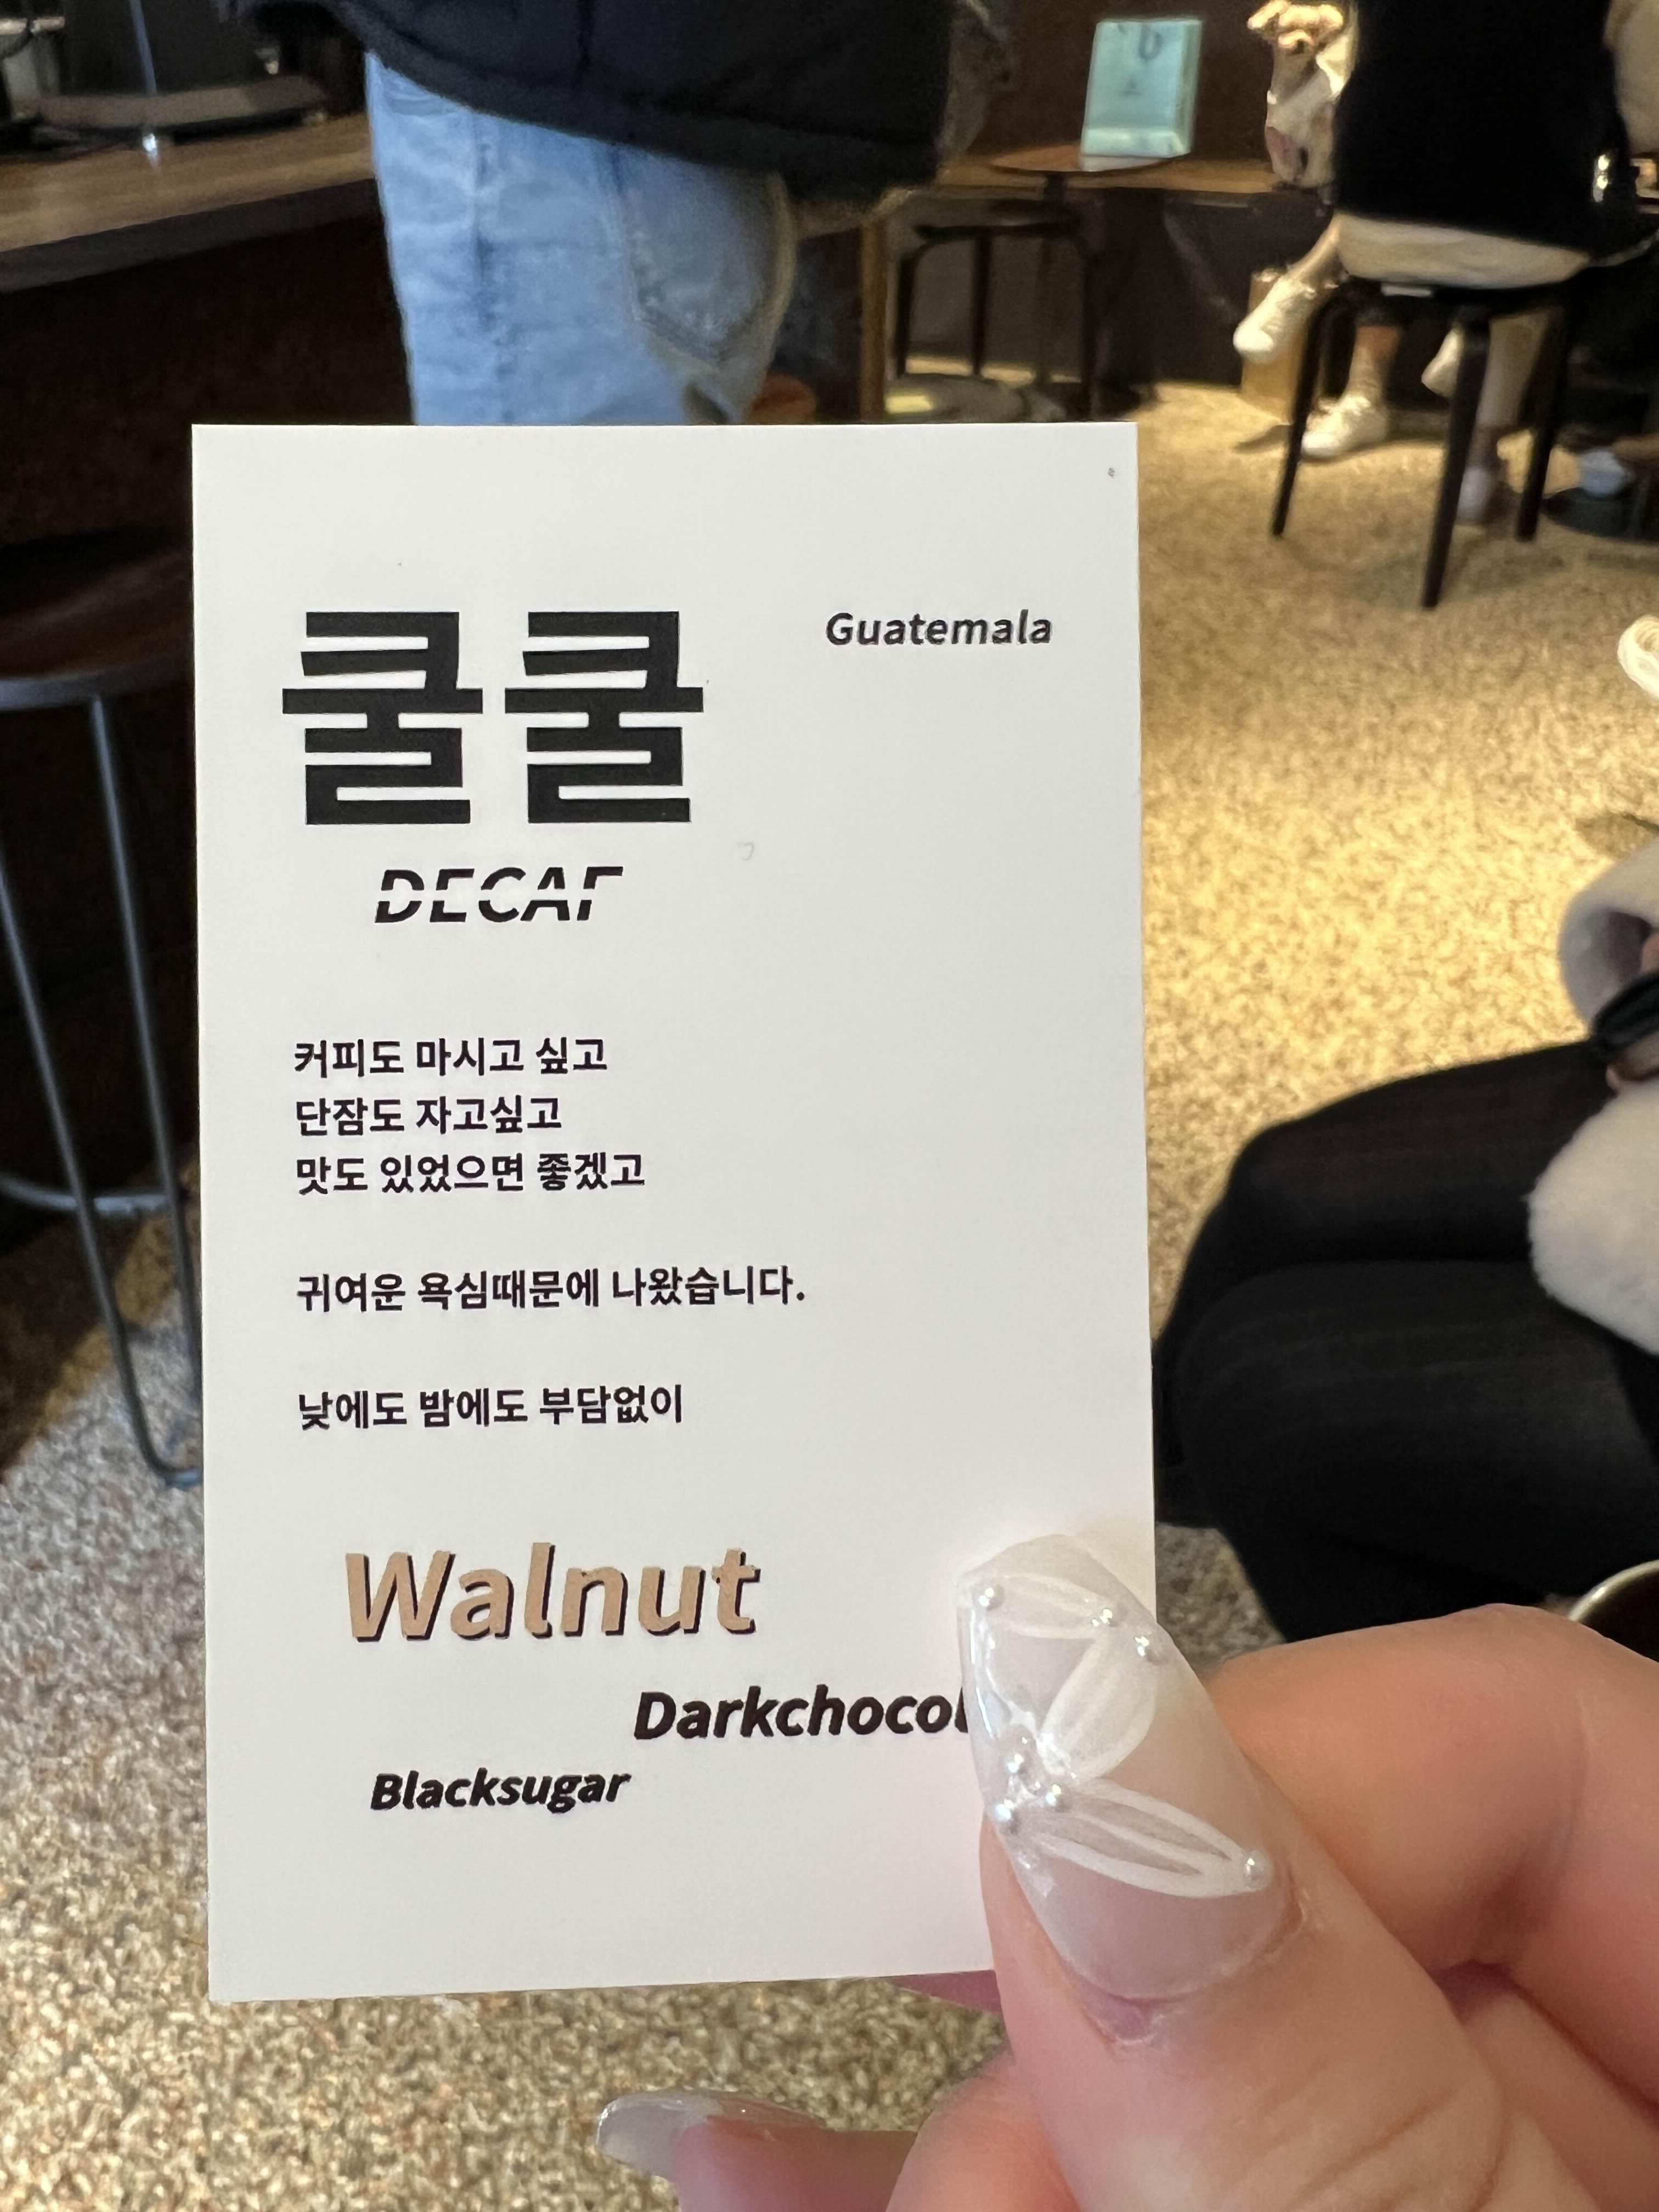 쿨쿨
Guatemala
DECAF
커피도 마시고 싶고
단잠도 자고싶고
맛도 있었으면 좋겠고
귀여운 욕심때문에 나왔습니다.
낮에도 밤에도 부담없이
Walnut
Darkchocol
Blacksugar